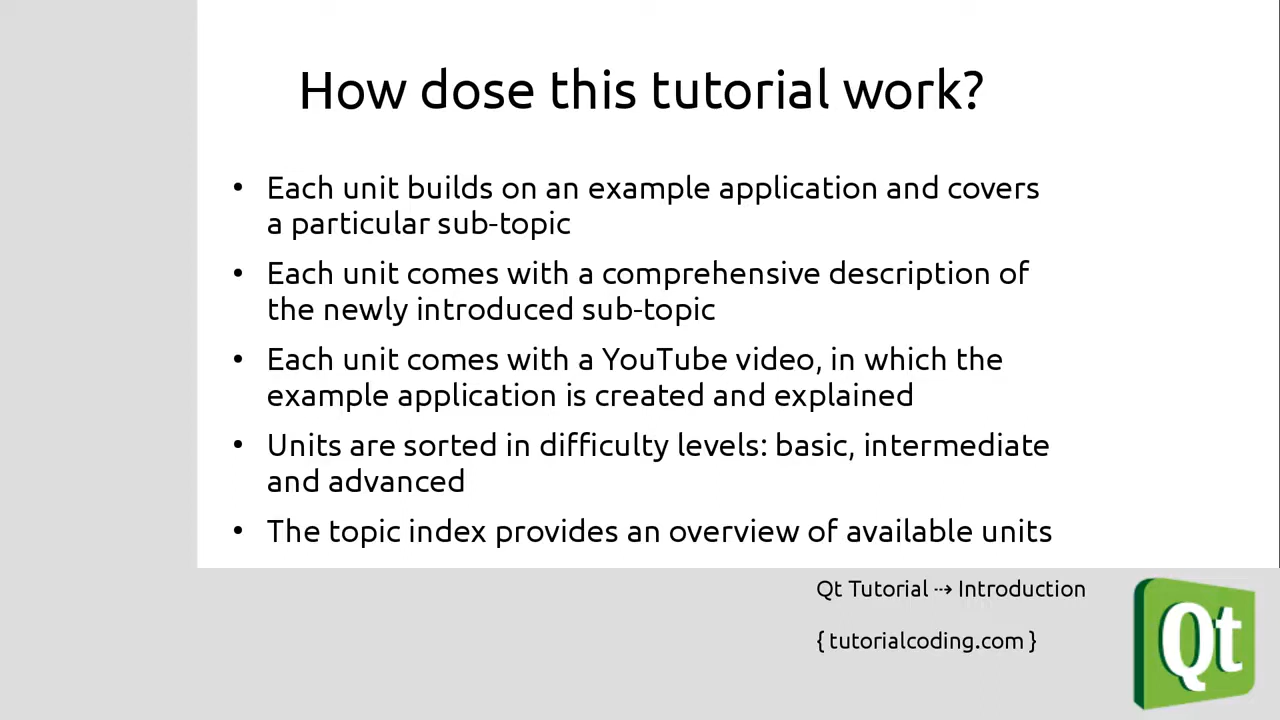 How dose this tutorial work?
• Each unit builds on an example application and covers
a particular sub-topic
• Each unit comes with a comprehensive description of
the newly introduced sub-topic
• Each unit comes with a YouTube video, in which the
example application is created and explained
• Units are sorted in difficulty levels: basic, intermediate
and advanced
• The topic index provides an overview of available units
Qt Tutorial ⇢ Introduction
{ tutorialcoding.com }
Qt